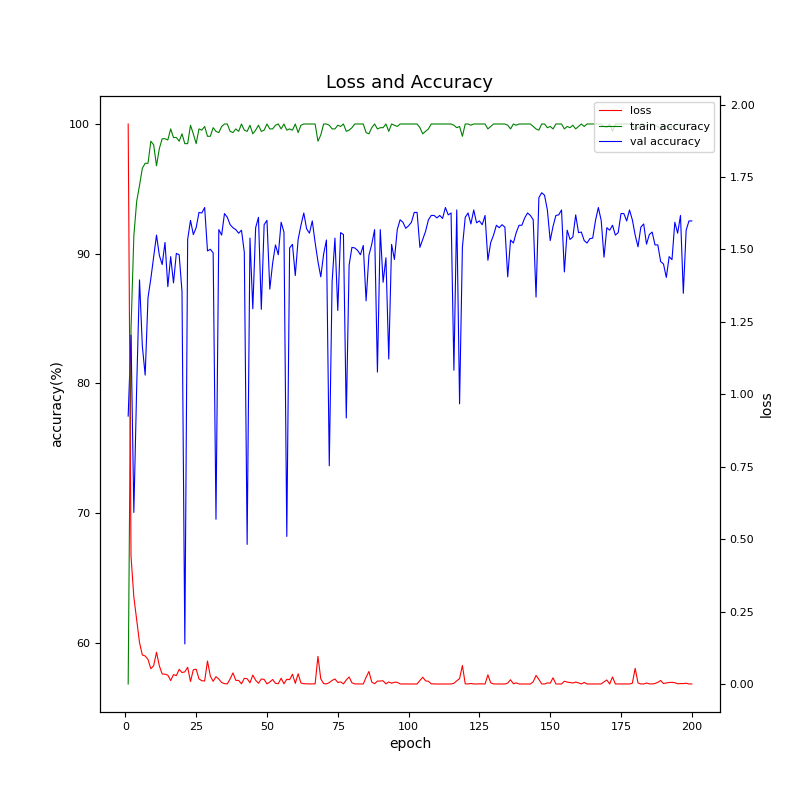 Loss and Accuracy
loss
train accuracy
val accuracy
100
90
80
70
60
accuracy(%)
2.00
1.75
1.50
1.25
1.00
0.75
0.50
0.25
0.00
loss
0 25 50 75 100 125 150 175 200
epoch